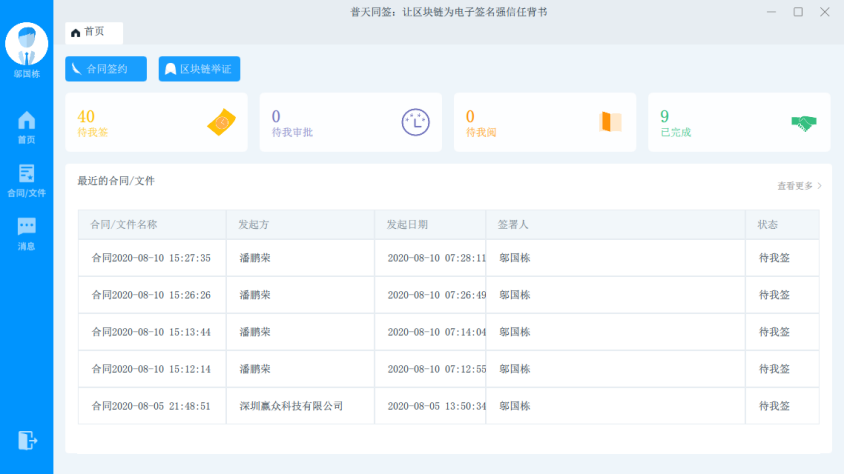 普天同签：让区块链为电子签名强信任背书
首页
邬国栋
合同签约 区块链举证
40 0 0 9
待我签 待我审批 待我阅 已完成
首页
合同/文件
消息
最近的合同/文件
查看更多
合同/文件名称 发起方 发起日期 签署人 状态
合同2020-08-10 15:27:35 潘鹏荣 2020-08-10 07:28:11 邬国栋 待我签
合同2020-08-10 15:26:26 潘鹏荣 2020-08-10 07:26:49 邬国栋 待我签
合同2020-08-10 15:13:44 潘鹏荣 2020-08-10 07:14:04 邬国栋 待我签
合同2020-08-10 15:12:14 潘鹏荣 2020-08-10 07:12:55 邬国栋 待我签
合同2020-08-05 21:48:51 深圳赢众科技有限公司 2020-08-05 13:50:34 邬国栋 待我签